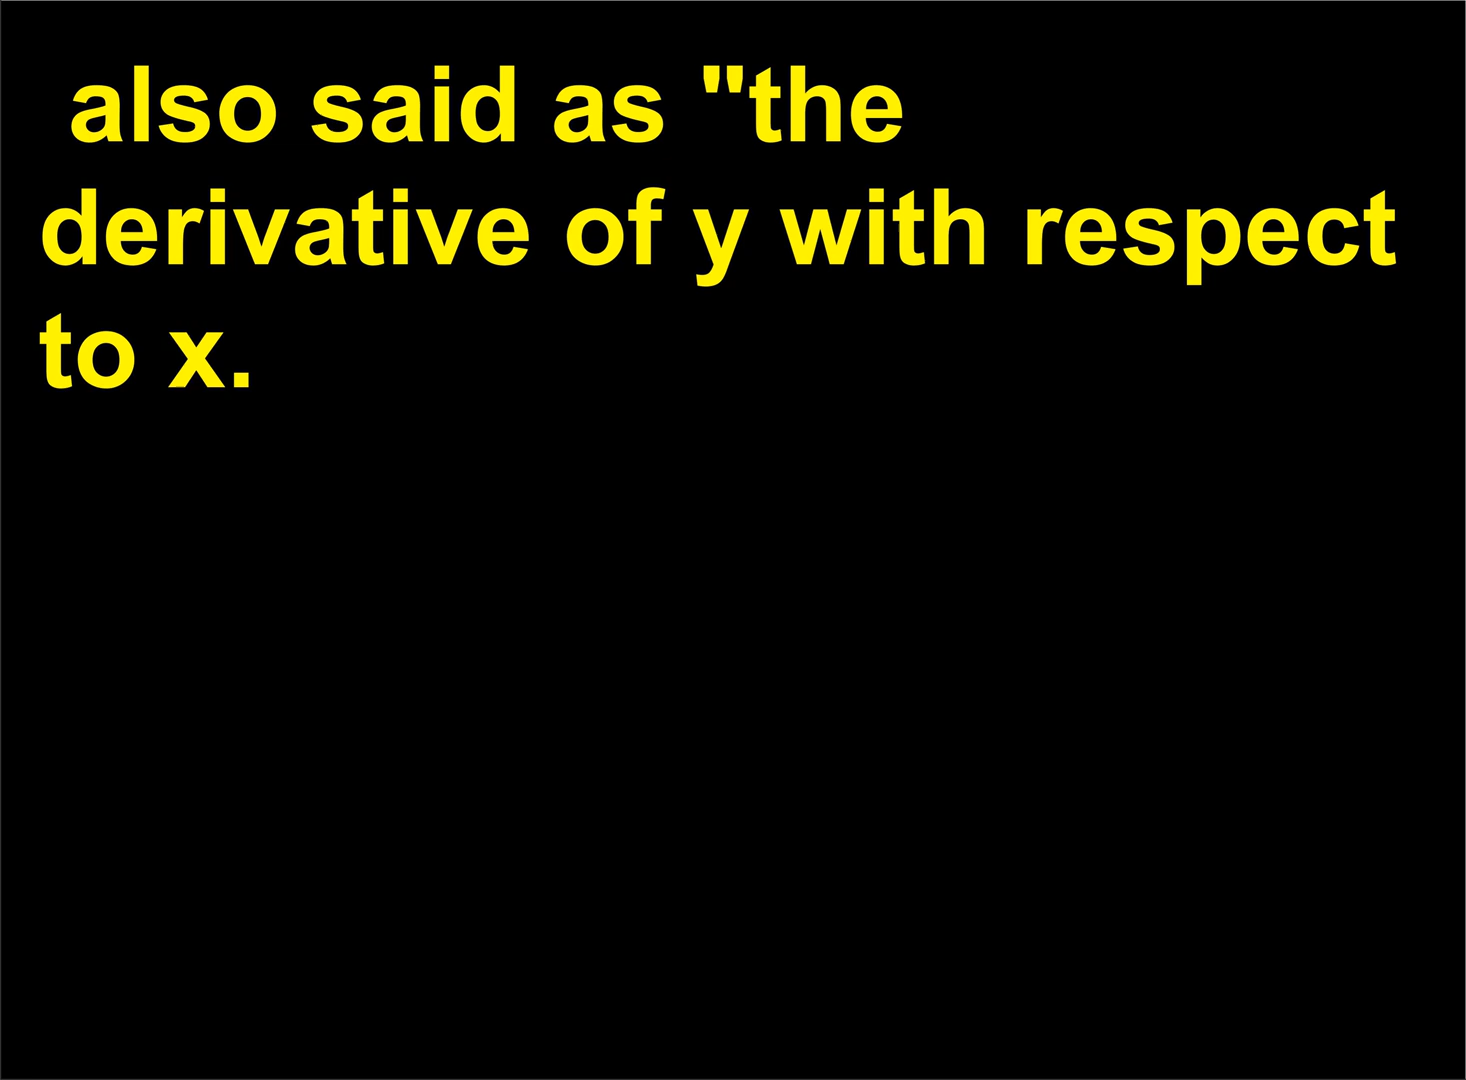 also said as "the
derivative of y with respect
to x.